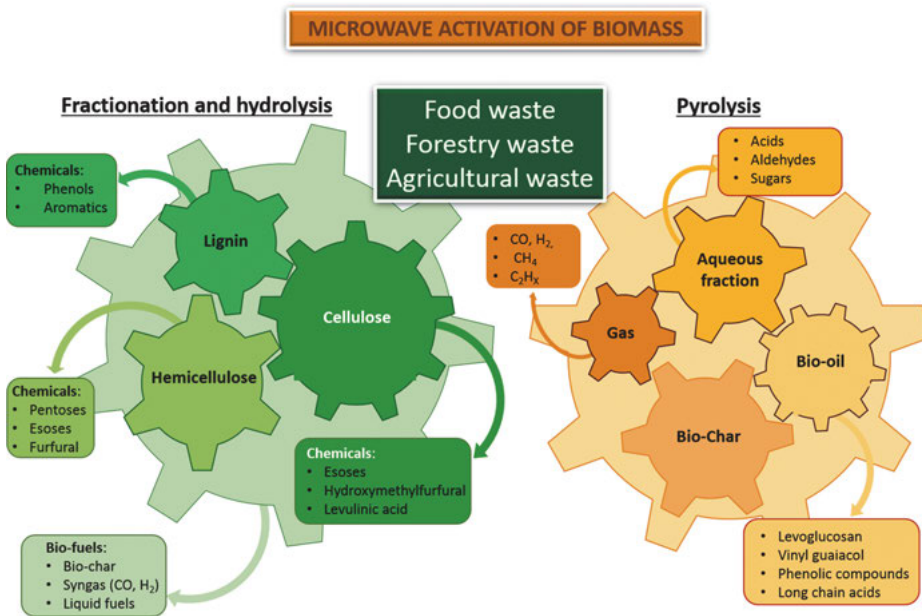 MICROWAVE ACTIVATION OF BIOMASS
Fractionation and hydrolysis
Food waste
Forestry waste
Agricultural waste
Pyrolysis
Chemicals:
• Phenols
• Aromatics
Lignin
Cellulose
Hemicellulose
Chemicals:
• Pentoses
• Esoses
• Furfural
Chemicals:
• Esoses
• Hydroxymethylfurfural
• Levulinic acid
Bio-fuels:
• Bio-char
• Syngas (CO, H₂)
• Liquid fuels
• Acids
• Aldehydes
• Sugars
• CO, H₂,
• CH₄
• C₂Hₓ
Aqueous
fraction
Gas
Bio-oil
Bio-Char
• Levoglucosan
• Vinyl guaiacol
• Phenolic compounds
• Long chain acids